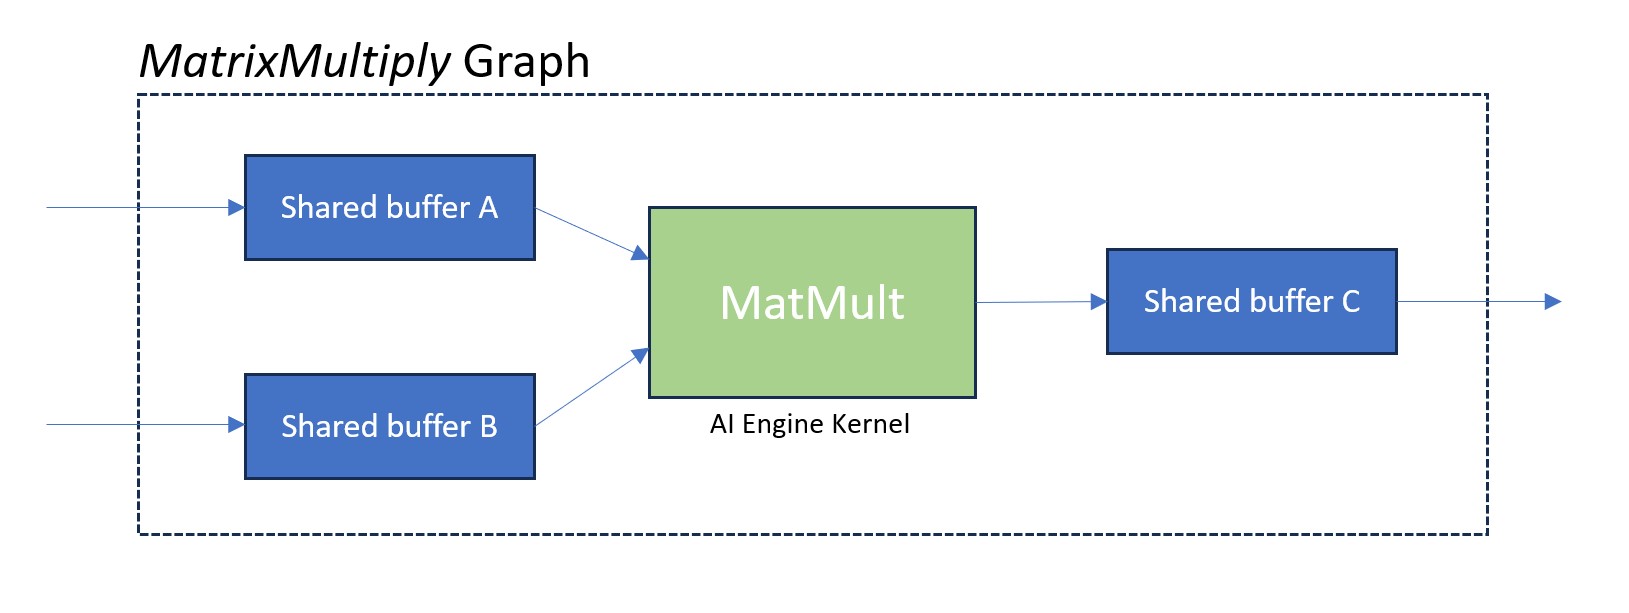 MatrixMultiply Graph
Shared buffer A
MatMult
Shared buffer C
Shared buffer B
AI Engine Kernel